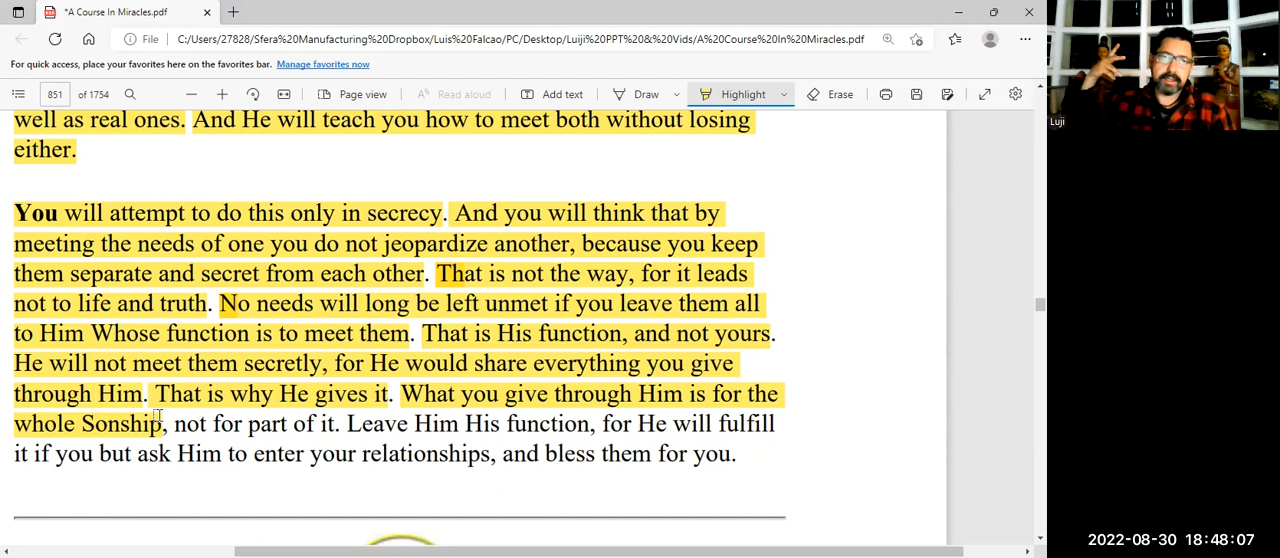 *A Course In Miracles.pdf
File C:/Users/27828/Sfera%20Manufacturing%20Dropbox/Luis%20Falcao/PC/Desktop/Luiji%20PPT%20&%20Vids/A%20Course%20In%20Miracles.pdf
For quick access, place your favorites here on the favorites bar. Manage favorites now
851 of 1754 Page view Read aloud Add text Draw Highlight Erase
well as real ones. And He will teach you how to meet both without losing
either.
You will attempt to do this only in secrecy. And you will think that by
meeting the needs of one you do not jeopardize another, because you keep
them separate and secret from each other. That is not the way, for it leads
not to life and truth. No needs will long be left unmet if you leave them all
to Him Whose function is to meet them. That is His function, and not yours.
He will not meet them secretly, for He would share everything you give
through Him. That is why He gives it. What you give through Him is for the
whole Sonship, not for part of it. Leave Him His function, for He will fulfill
it if you but ask Him to enter your relationships, and bless them for you.
Luji
2022-08-30 18:48:07